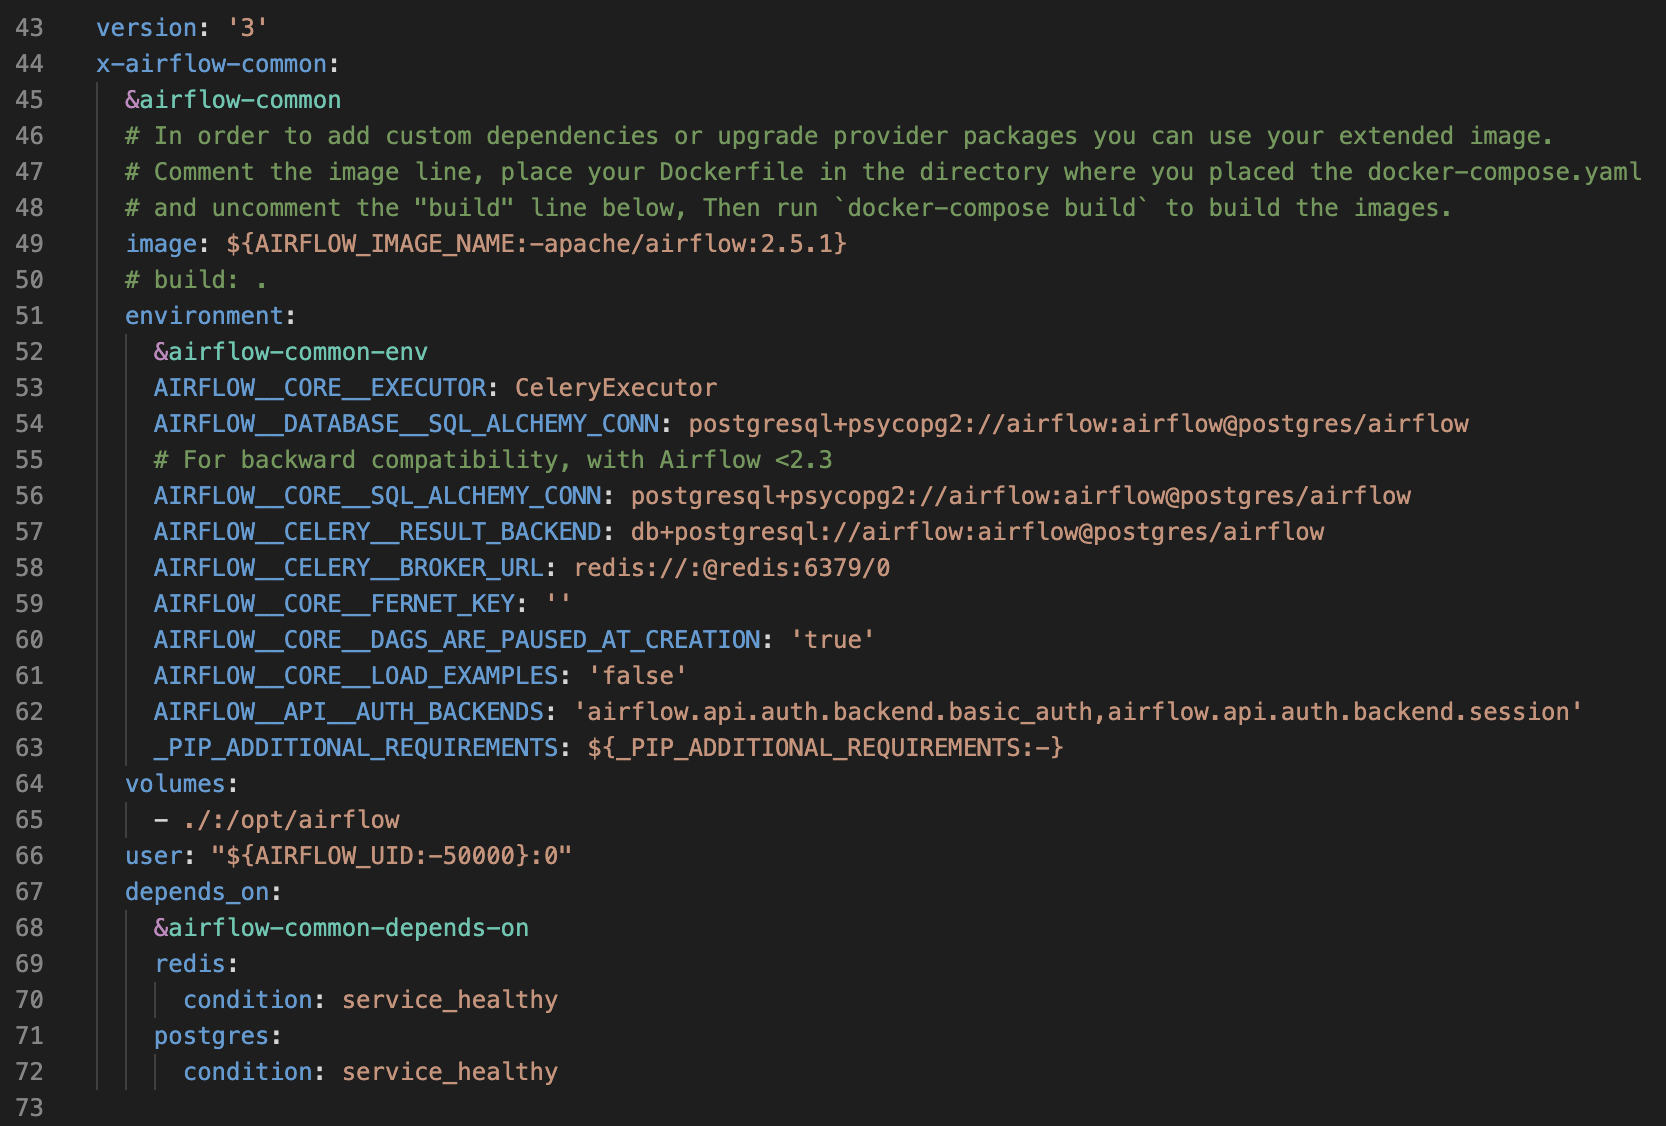 43 version: '3'
44 x-airflow-common:
45 &airflow-common
46 # In order to add custom dependencies or upgrade provider packages you can use your extended image.
47 # Comment the image line, place your Dockerfile in the directory where you placed the docker-compose.yaml
48 # and uncomment the "build" line below, Then run `docker-compose build` to build the images.
49 image: ${AIRFLOW_IMAGE_NAME:-apache/airflow:2.5.1}
50 # build: .
51 environment:
52 &airflow-common-env
53 AIRFLOW__CORE__EXECUTOR: CeleryExecutor
54 AIRFLOW__DATABASE__SQL_ALCHEMY_CONN: postgresql+psycopg2://airflow:airflow@postgres/airflow
55 # For backward compatibility, with Airflow <2.3
56 AIRFLOW__CORE__SQL_ALCHEMY_CONN: postgresql+psycopg2://airflow:airflow@postgres/airflow
57 AIRFLOW__CELERY__RESULT_BACKEND: db+postgresql://airflow:airflow@postgres/airflow
58 AIRFLOW__CELERY__BROKER_URL: redis://:@redis:6379/0
59 AIRFLOW__CORE__FERNET_KEY: ''
60 AIRFLOW__CORE__DAGS_ARE_PAUSED_AT_CREATION: 'true'
61 AIRFLOW__CORE__LOAD_EXAMPLES: 'false'
62 AIRFLOW__API__AUTH_BACKENDS: 'airflow.api.auth.backend.basic_auth,airflow.api.auth.backend.session'
63 _PIP_ADDITIONAL_REQUIREMENTS: ${_PIP_ADDITIONAL_REQUIREMENTS:-}
64 volumes:
65 - ./:/opt/airflow
66 user: "${AIRFLOW_UID:-50000}:0"
67 depends_on:
68 &airflow-common-depends-on
69 redis:
70 condition: service_healthy
71 postgres:
72 condition: service_healthy
73